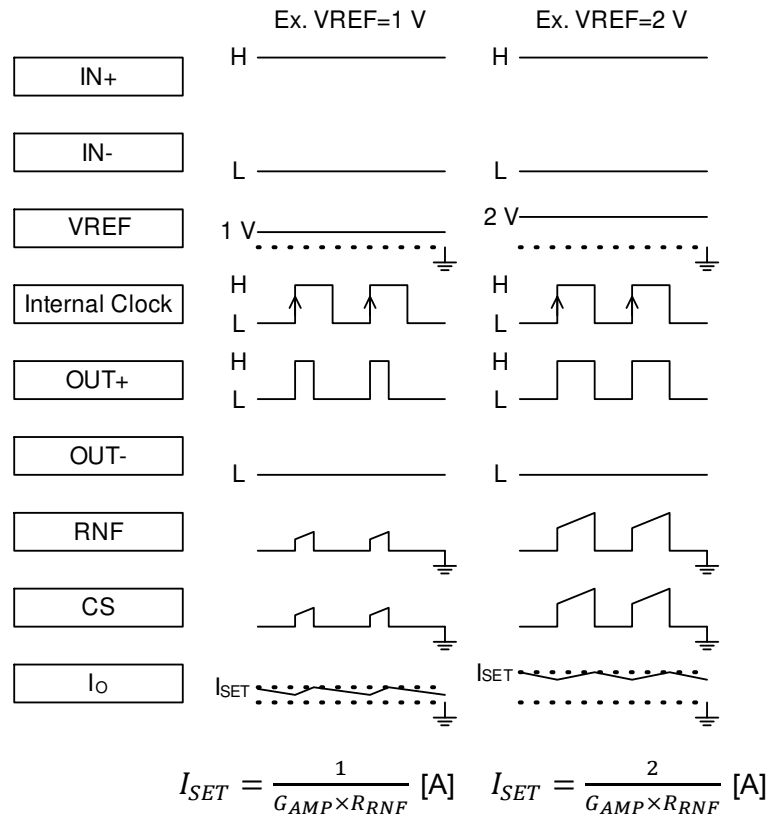 Ex. VREF=1 V Ex. VREF=2 V
IN+ H H
IN- L L
VREF 1 V 2 V
Internal Clock H H
L L
OUT+ H H
L L
OUT- L L
RNF
CS
IO ISET ISET
ISET = 1 / GAMP×RRNF [A] ISET = 2 / GAMP×RRNF [A]